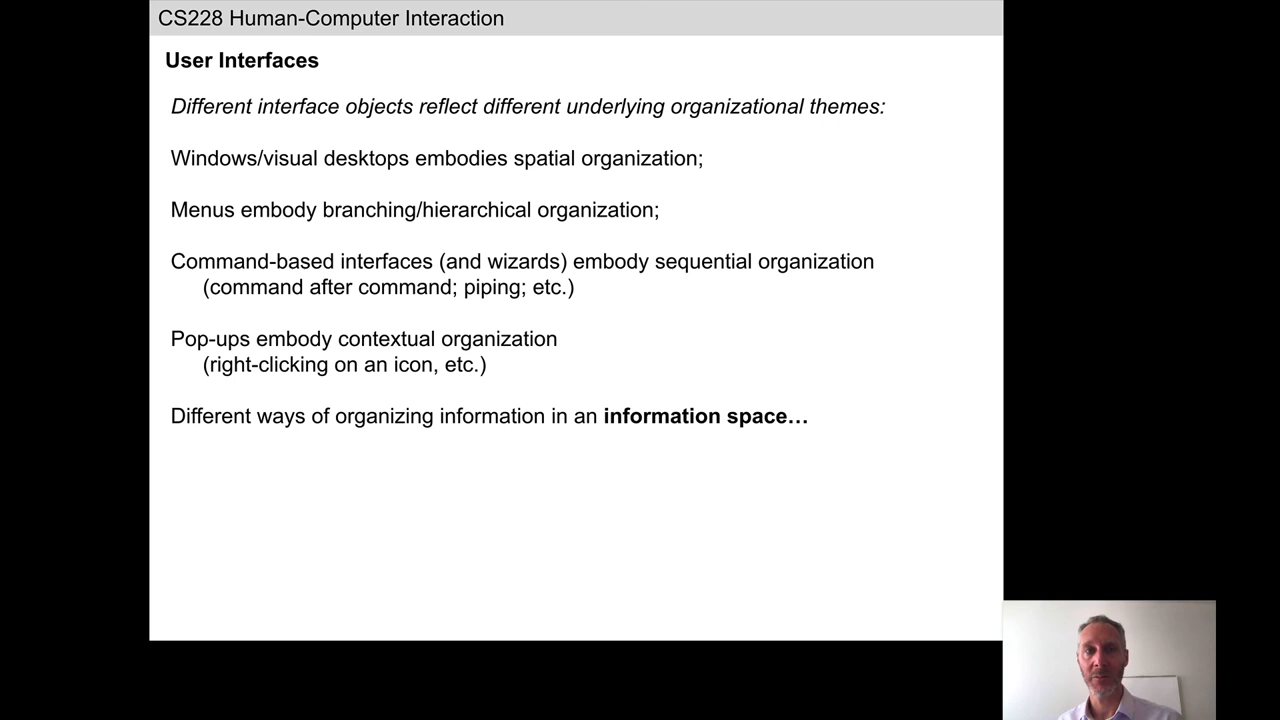 CS228 Human-Computer Interaction
User Interfaces
Different interface objects reflect different underlying organizational themes:
Windows/visual desktops embodies spatial organization;
Menus embody branching/hierarchical organization;
Command-based interfaces (and wizards) embody sequential organization
(command after command; piping; etc.)
Pop-ups embody contextual organization
(right-clicking on an icon, etc.)
Different ways of organizing information in an information space…